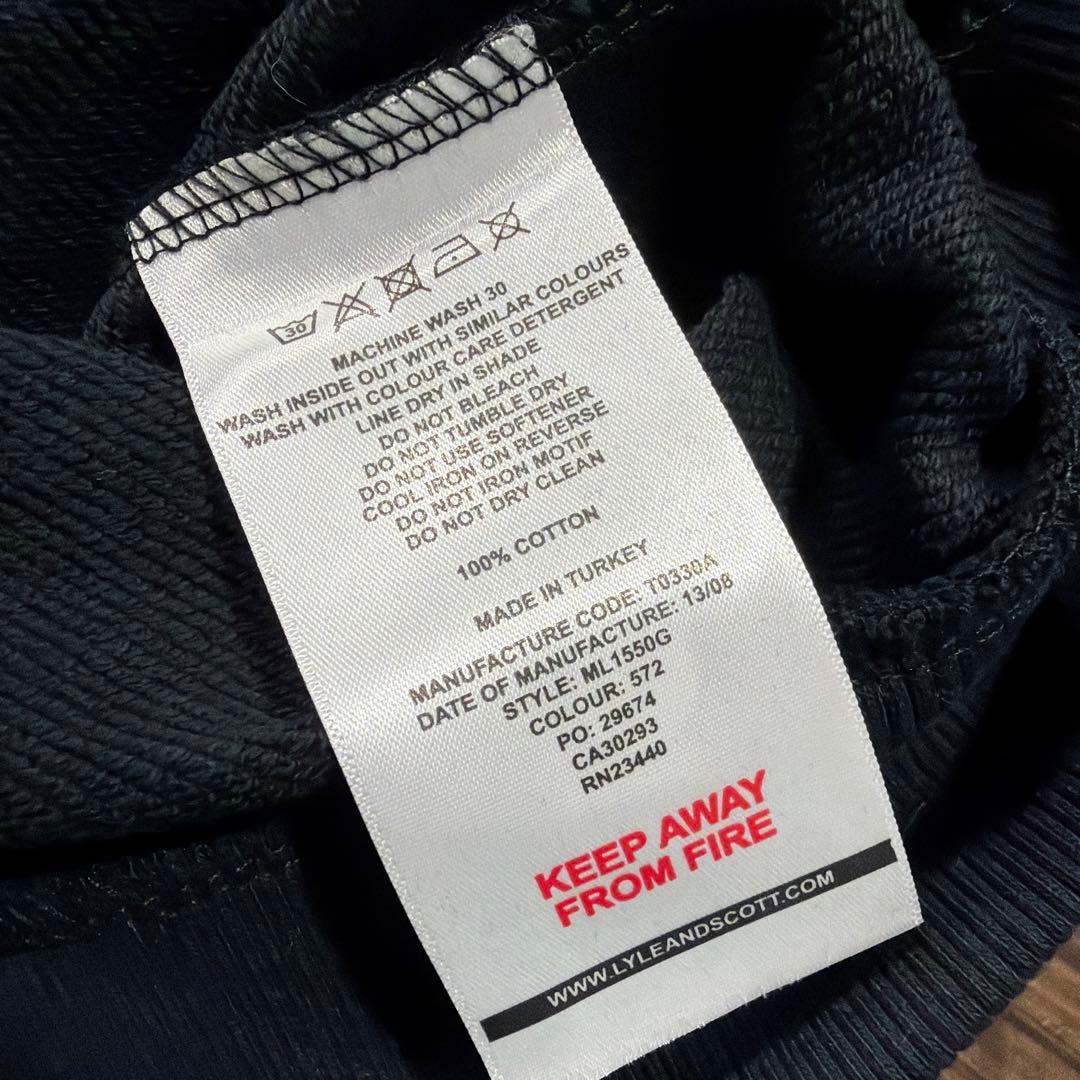 30
MACHINE WASH 30
WASH INSIDE OUT WITH SIMILAR COLOURS
WASH WITH COLOUR CARE DETERGENT
LINE DRY IN SHADE
DO NOT BLEACH
DO NOT TUMBLE DRY
DO NOT USE SOFTENER
COOL IRON ON REVERSE
DO NOT IRON MOTIF
DO NOT DRY CLEAN
100% COTTON
MADE IN TURKEY
MANUFACTURE CODE: T0330A
DATE OF MANUFACTURE: 13/08
STYLE: ML1550G
COLOUR: 572
PO: 29674
CA30293
RN23440
KEEP AWAY
FROM FIRE
WWW.LYLEANDSCOTT.COM